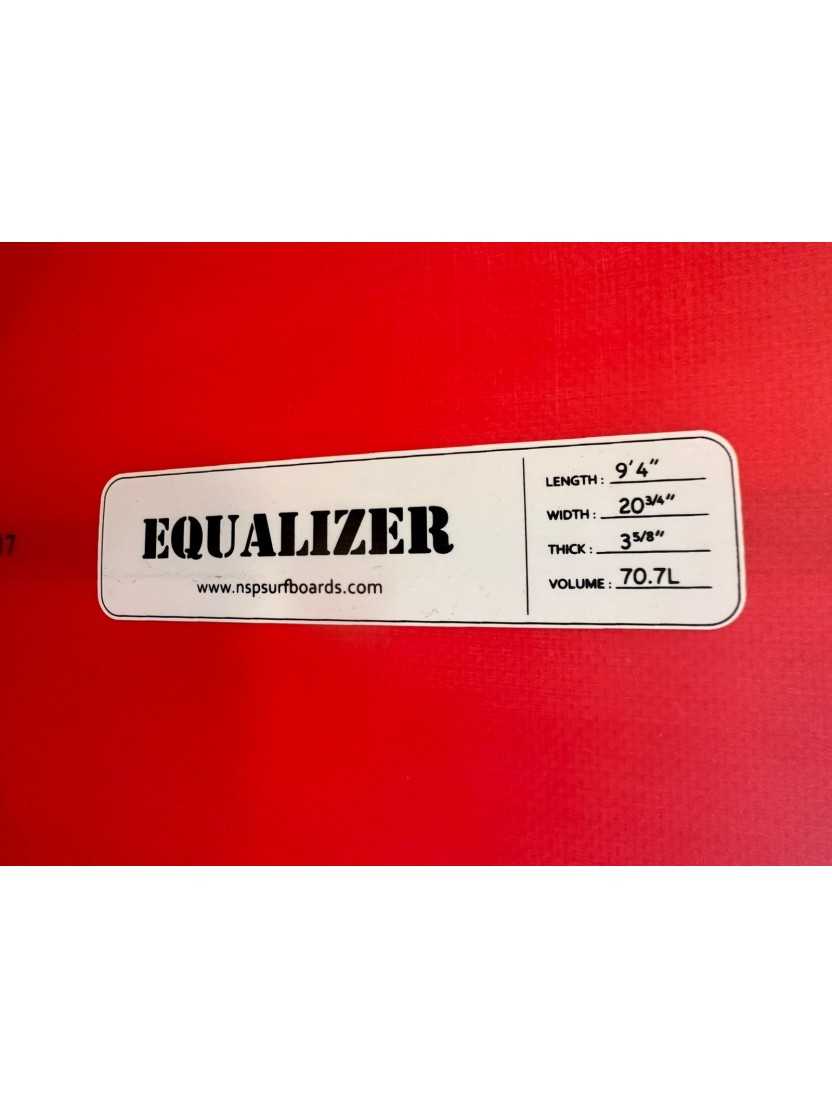 EQUALIZER
www.nspsurfboards.com
LENGTH: 9'4"
WIDTH: 20 3/4"
THICK: 3 5/8"
VOLUME: 70.7L